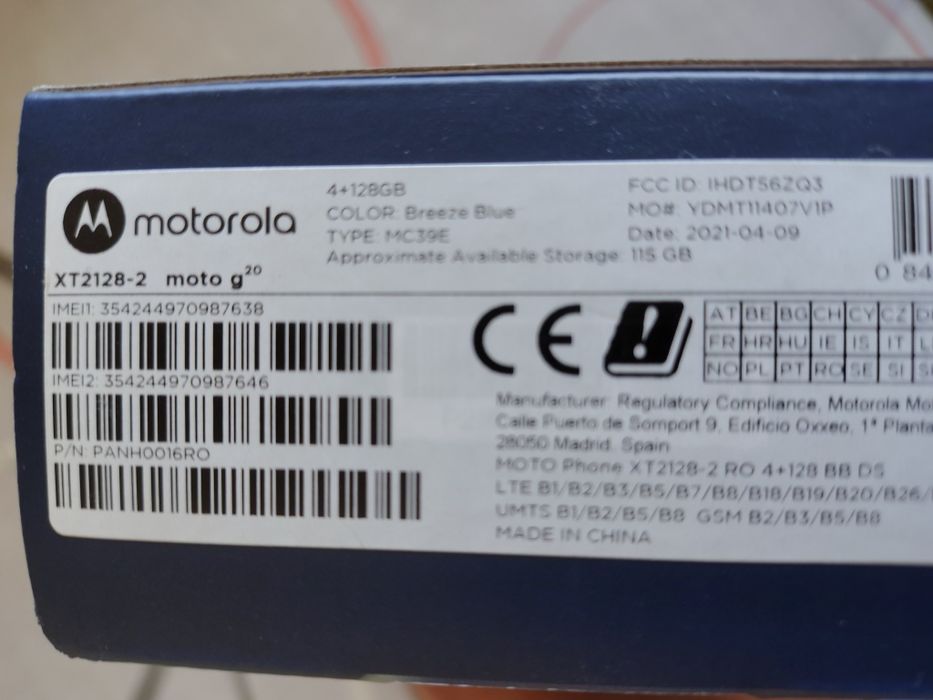 motorola
XT2128-2 moto g20
4+128GB
COLOR: Breeze Blue
TYPE: MC39E
Approximate Available Storage: 115 GB
FCC ID: IHDT56ZQ3
MO#: YDMT11407V1P
Date: 2021-04-09
0 84
IMEI1: 354244970987638
IMEI2: 354244970987646
P/N: PANH0016RO
CE
AT BE BG CH CY CZ
FR HR HU IE IS IT
NO PL PT RO SE SI
Manufacturer: Regulatory Compliance, Motorola
Calle Puerto de Somport 9, Edificio Oxxeo, 1ª Planta
28050 Madrid. Spain
MOTO Phone XT2128-2 RO 4+128 BB DS
LTE B1/B2/B3/B5/B7/B8/B18/B19/B20/B26/
UMTS B1/B2/B5/B8 GSM B2/B3/B5/B8
MADE IN CHINA